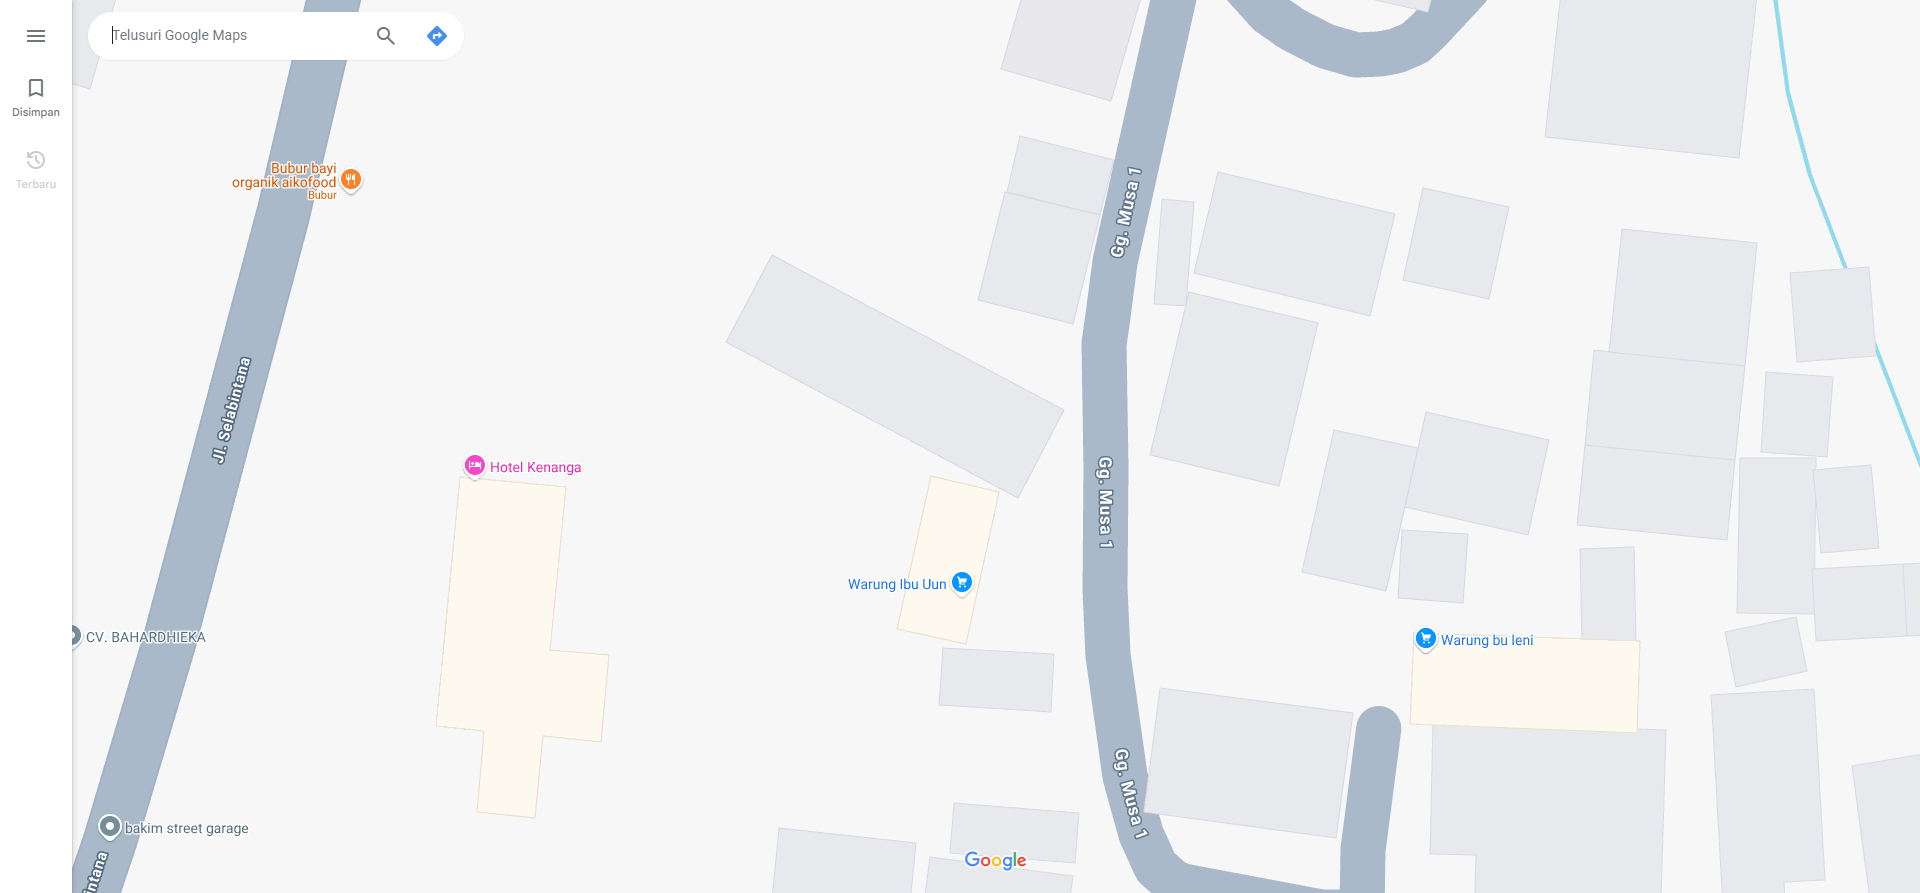 Telusuri Google Maps
Disimpan
Terbaru
Bubur bayi
organik aikofood
Bubur
Gg. Musa 1
Jl. Selabintana
Hotel Kenanga
Gg. Musa 1
Warung Ibu Uun
CV. BAHARDHIEKA
Warung bu Ieni
Gg. Musa 1
bakim street garage
intana
Google